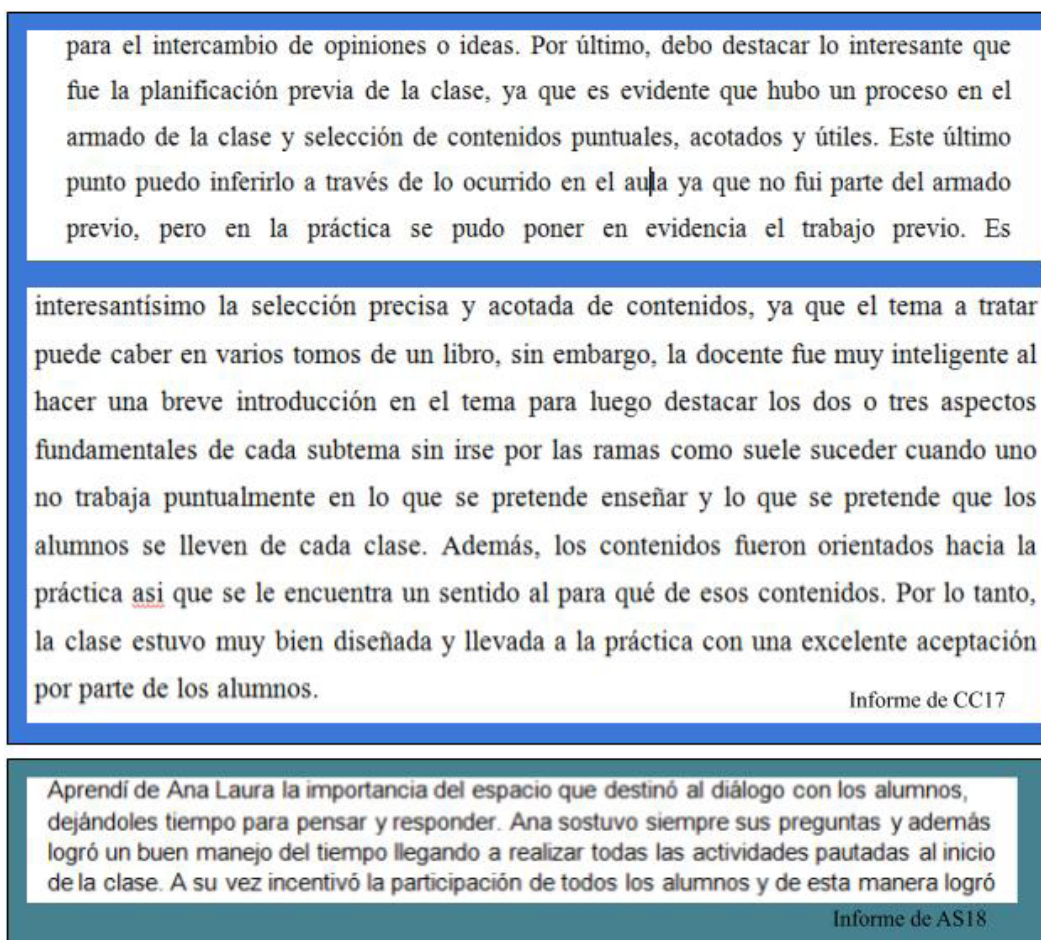 para el intercambio de opiniones o ideas. Por último, debo destacar lo interesante que
fue la planificación previa de la clase, ya que es evidente que hubo un proceso en el
armado de la clase y selección de contenidos puntuales, acotados y útiles. Este último
punto puedo inferirlo a través de lo ocurrido en el aula ya que no fui parte del armado
previo, pero en la práctica se pudo poner en evidencia el trabajo previo. Es
interesantísimo la selección precisa y acotada de contenidos, ya que el tema a tratar
puede caber en varios tomos de un libro, sin embargo, la docente fue muy inteligente al
hacer una breve introducción en el tema para luego destacar los dos o tres aspectos
fundamentales de cada subtema sin irse por las ramas como suele suceder cuando uno
no trabaja puntualmente en lo que se pretende enseñar y lo que se pretende que los
alumnos se lleven de cada clase. Además, los contenidos fueron orientados hacia la
práctica asi que se le encuentra un sentido al para qué de esos contenidos. Por lo tanto,
la clase estuvo muy bien diseñada y llevada a la práctica con una excelente aceptación
por parte de los alumnos.
Informe de CC17
Aprendí de Ana Laura la importancia del espacio que destinó al diálogo con los alumnos,
dejándoles tiempo para pensar y responder. Ana sostuvo siempre sus preguntas y además
logró un buen manejo del tiempo llegando a realizar todas las actividades pautadas al inicio
de la clase. A su vez incentivó la participación de todos los alumnos y de esta manera logró
Informe de AS18